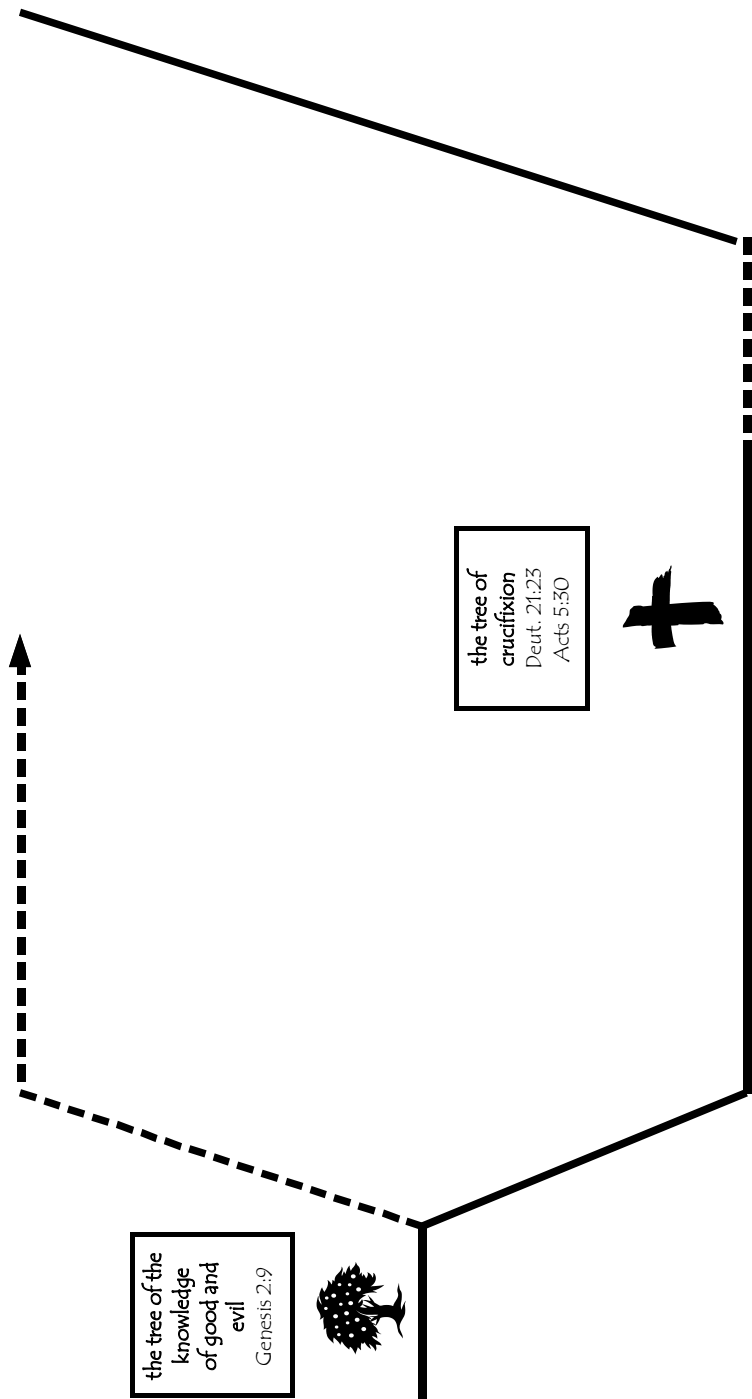 the tree of the
knowledge
of good and
evil
Genesis 2:9
the tree of
crucifixion
Deut. 21:23
Acts 5:30